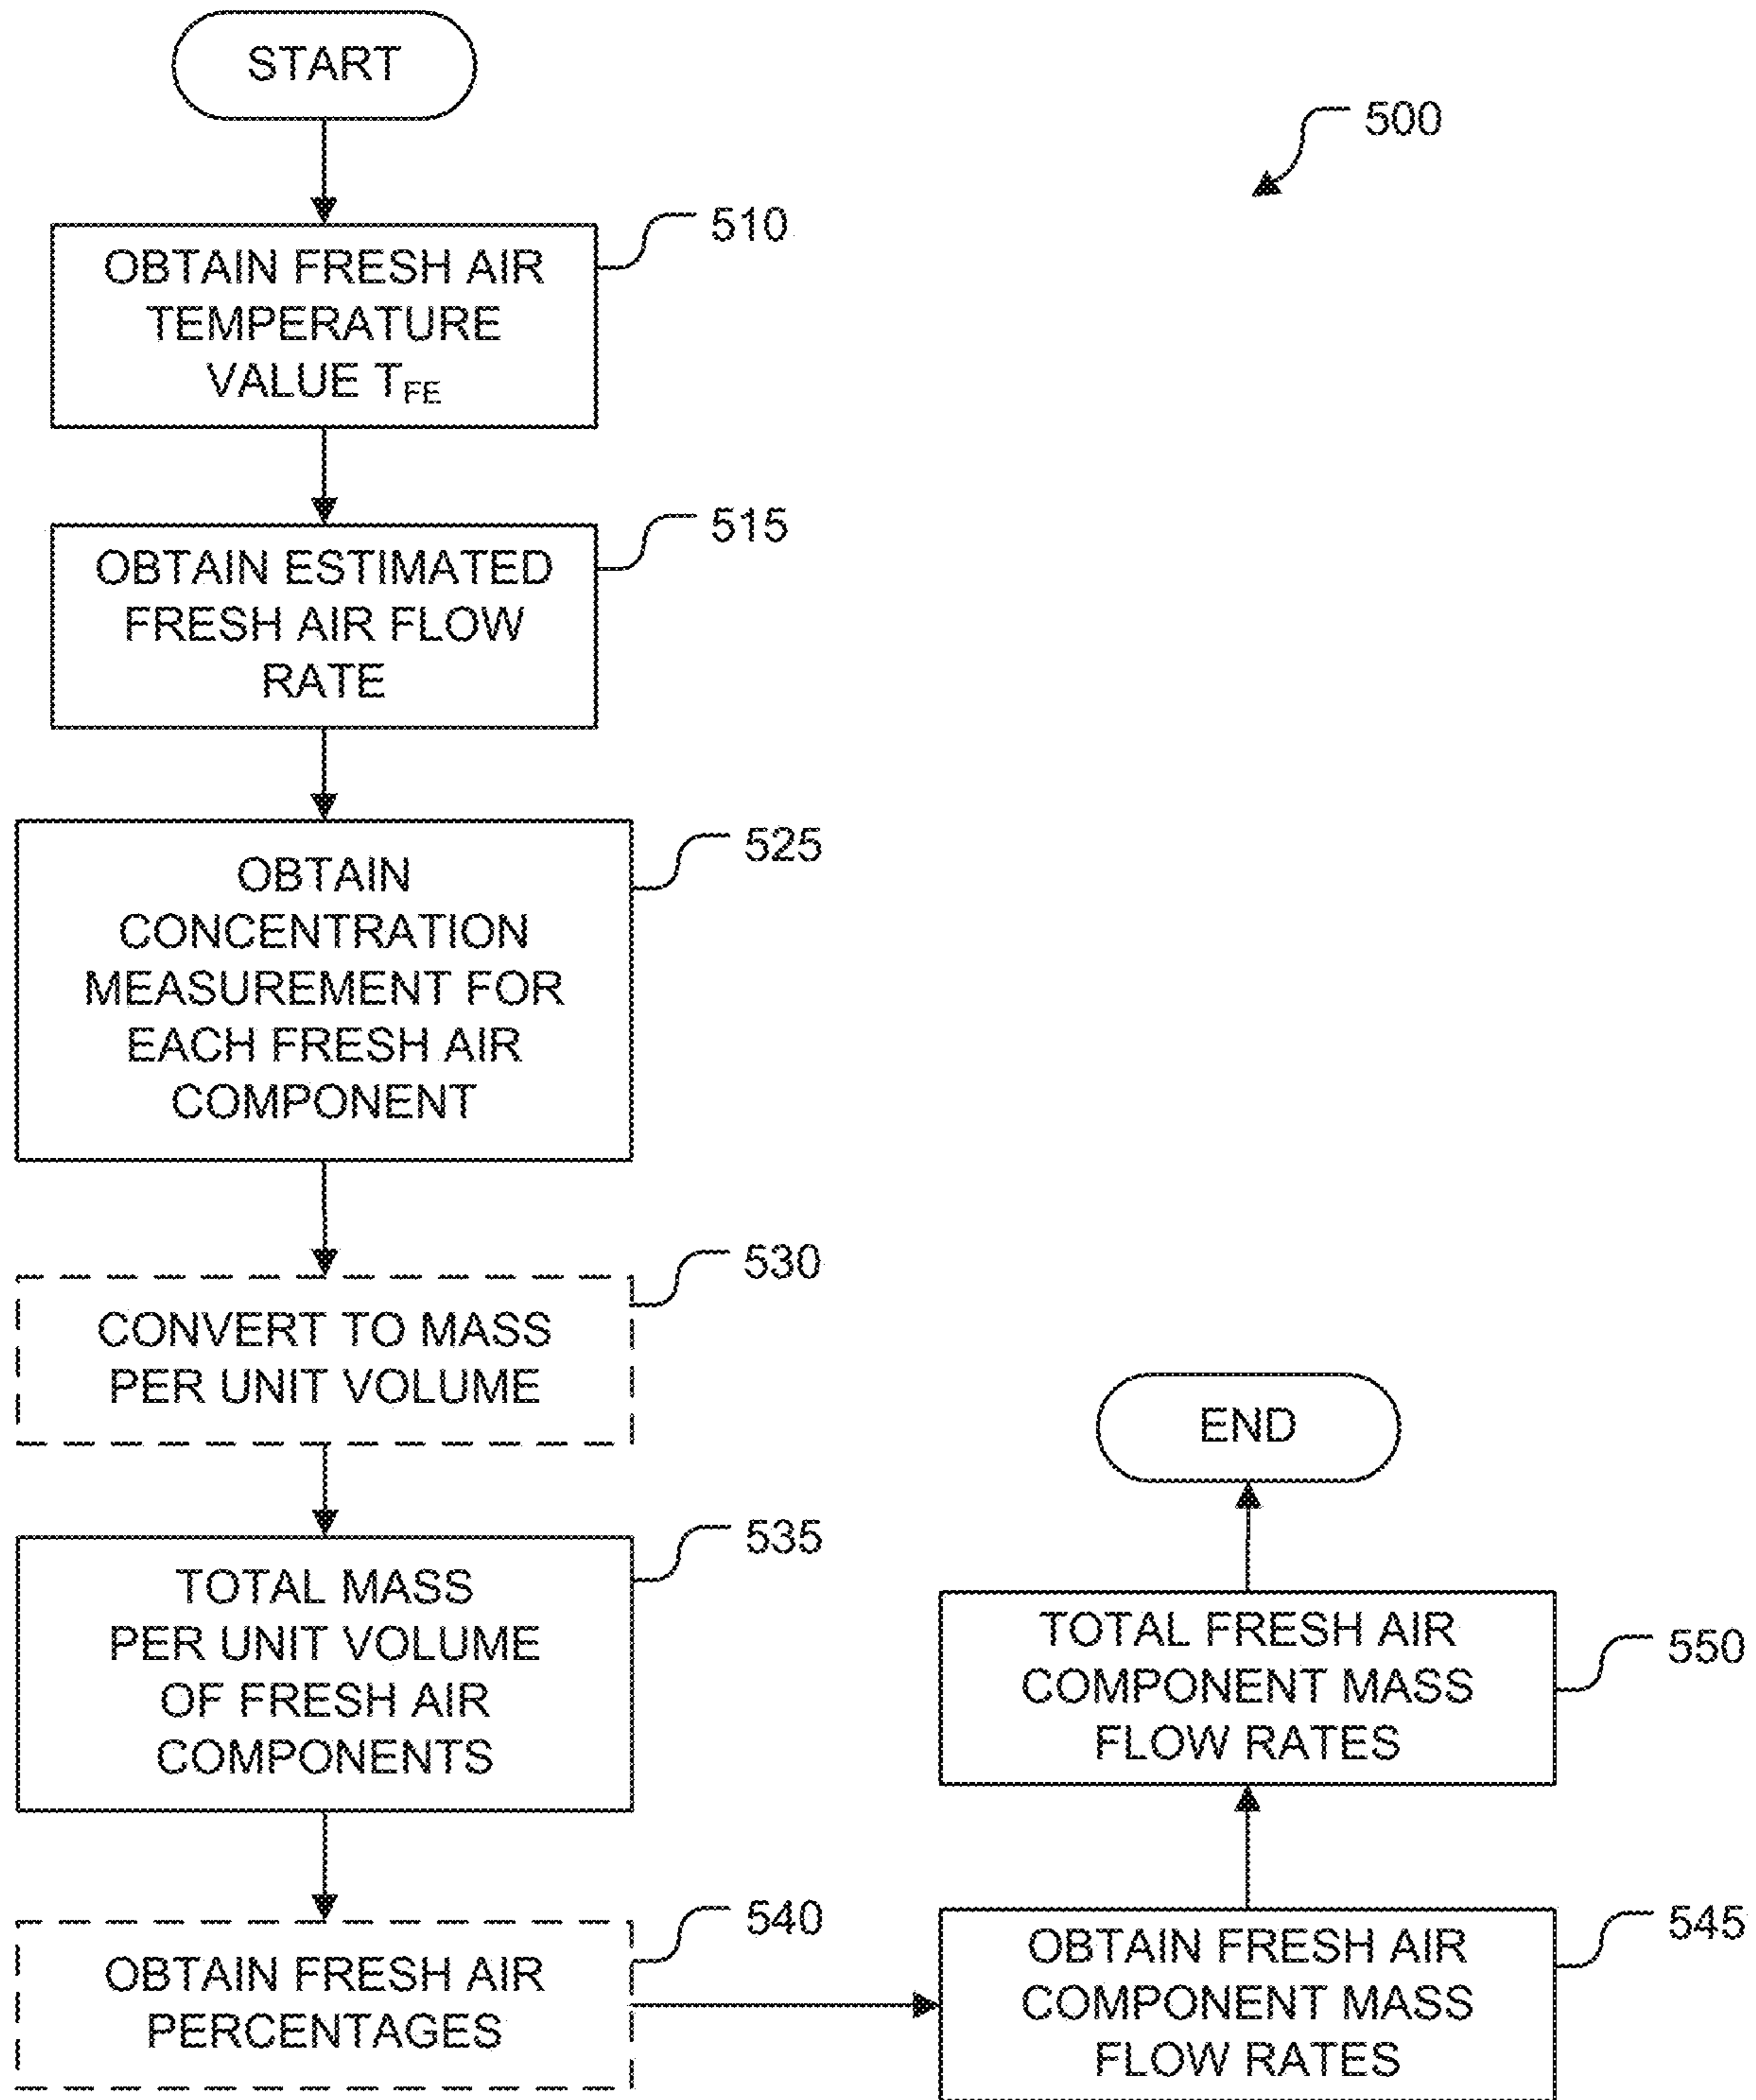 START
500
510
OBTAIN FRESH AIR
TEMPERATURE
VALUE TFE
515
OBTAIN ESTIMATED
FRESH AIR FLOW
RATE
525
OBTAIN
CONCENTRATION
MEASUREMENT FOR
EACH FRESH AIR
COMPONENT
530
CONVERT TO MASS
PER UNIT VOLUME
535
TOTAL MASS
PER UNIT VOLUME
OF FRESH AIR
COMPONENTS
540
OBTAIN FRESH AIR
PERCENTAGES
545
OBTAIN FRESH AIR
COMPONENT MASS
FLOW RATES
550
TOTAL FRESH AIR
COMPONENT MASS
FLOW RATES
END